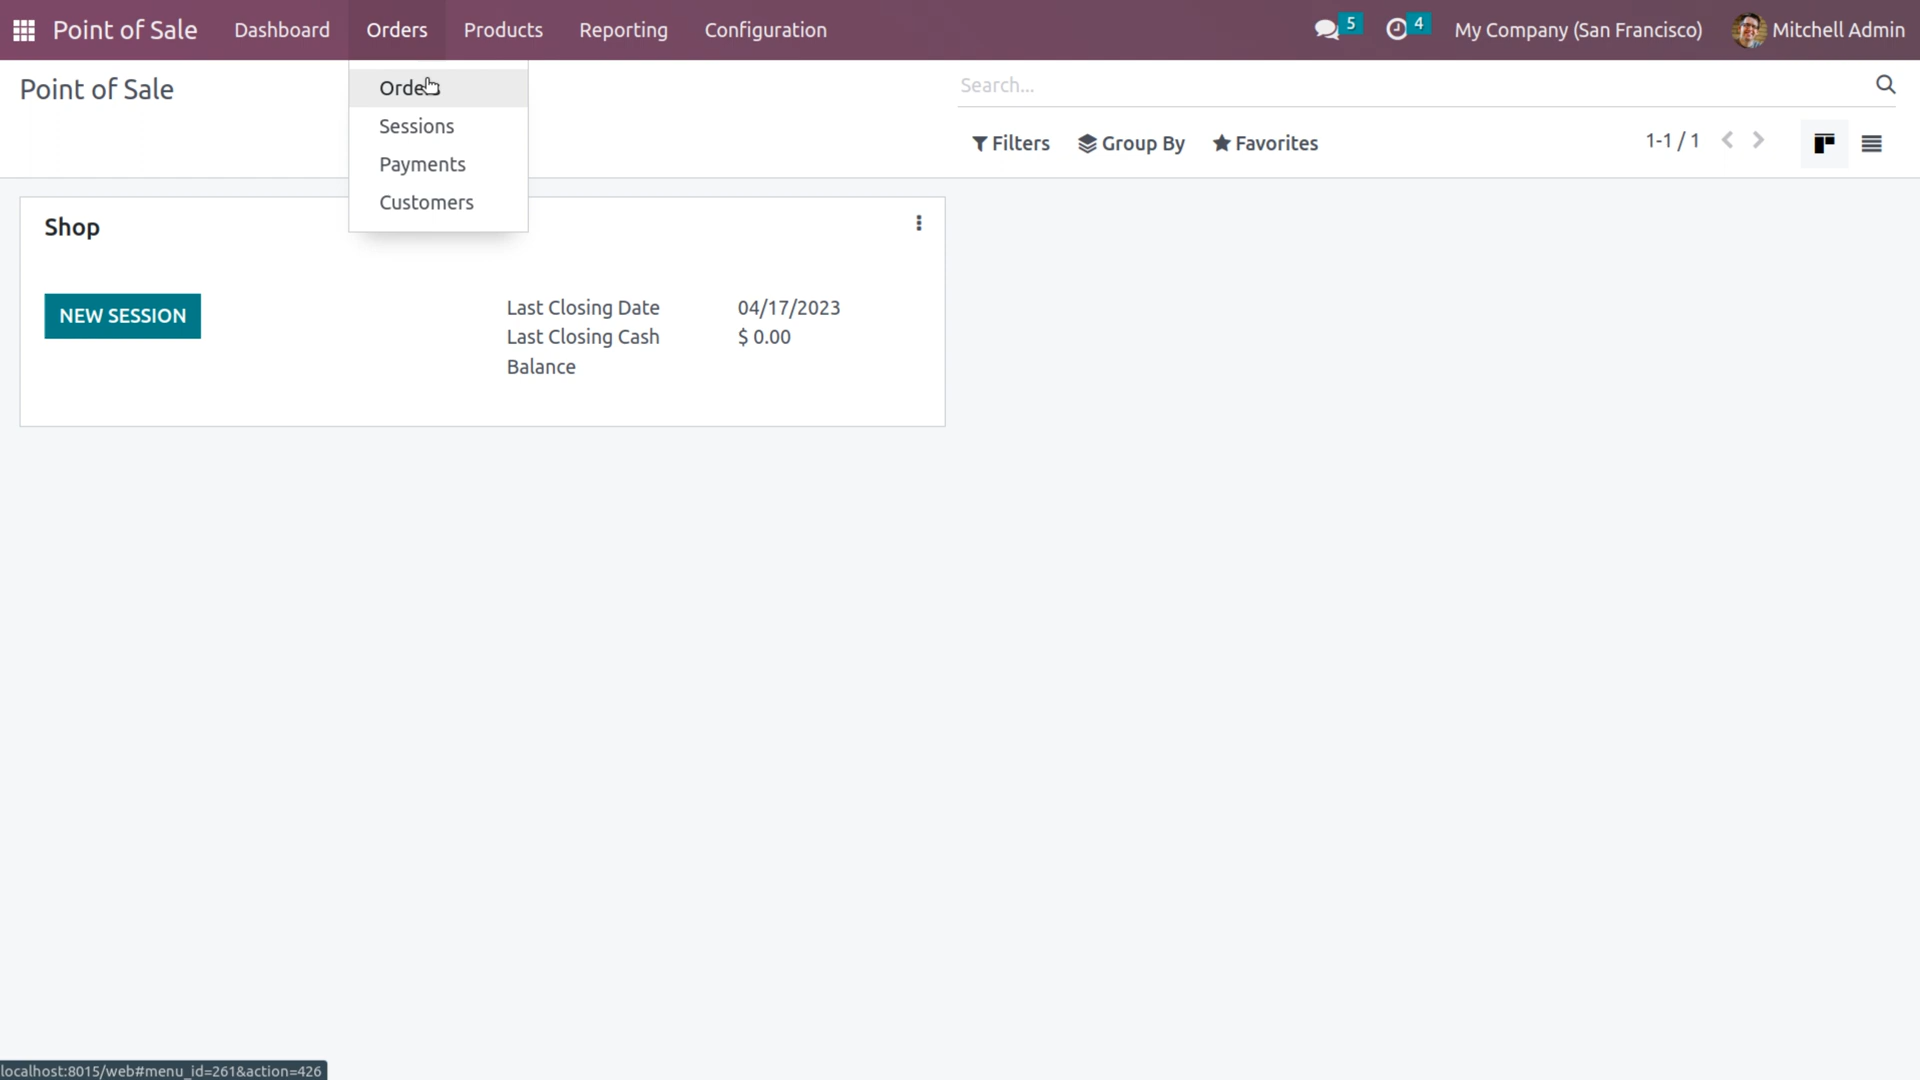 Point of Sale Dashboard Orders Products Reporting Configuration 5 4 My Company (San Francisco) Mitchell Admin
Point of Sale
Search...
Orders
Sessions
Payments
Customers
Filters Group By Favorites 1-1 / 1
Shop
NEW SESSION
Last Closing Date 04/17/2023
Last Closing Cash $ 0.00
Balance
localhost:8015/web#menu_id=261&action=426